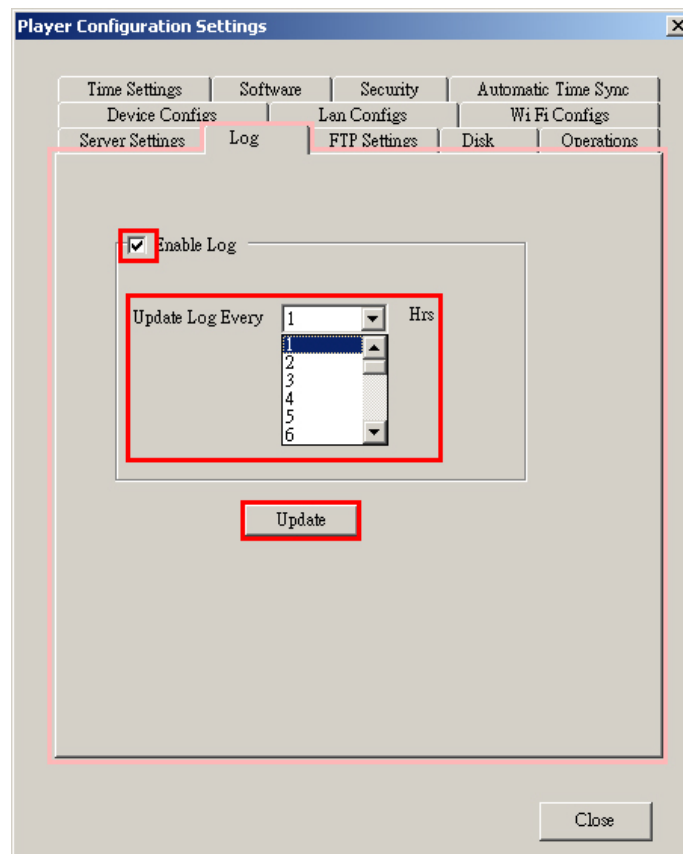 Player Configuration Settings
Time Settings Software Security Automatic Time Sync
Device Configs Lan Configs Wi Fi Configs
Server Settings Log FTP Settings Disk Operations
Enable Log
Update Log Every 1 Hrs
1
2
3
4
5
6
Update
Close